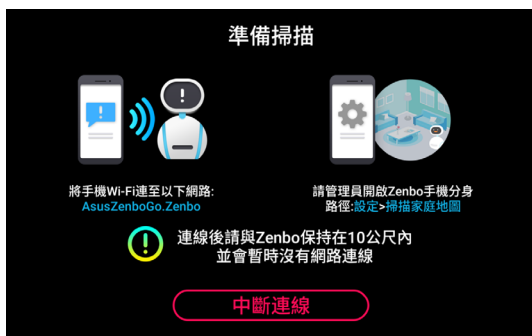 準備掃描
將手機Wi-Fi連至以下網路:
AsusZenboGo.Zenbo
請管理員開啟Zenbo手機分身
路徑:設定>掃描家庭地圖
連線後請與Zenbo保持在10公尺內
並會暫時沒有網路連線
中斷連線